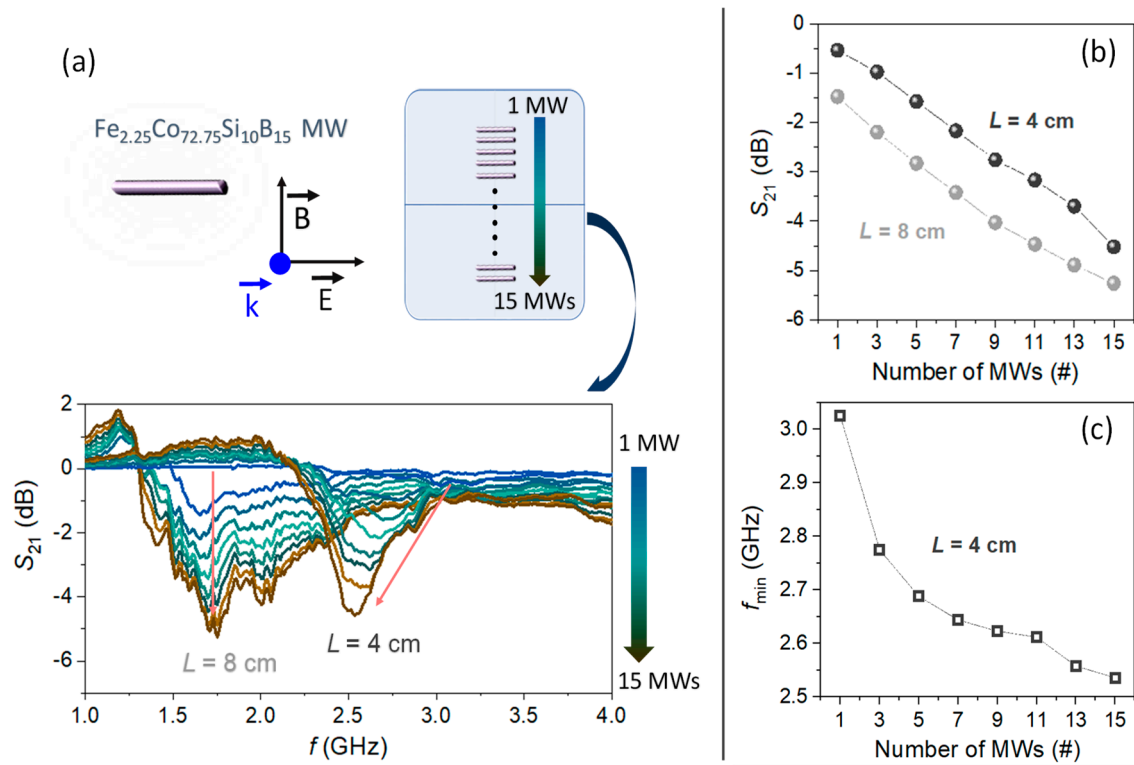 (a)
Fe2.25Co72.75Si10B15 MW
B
k
E
1 MW
15 MWs
2
0
-2
-4
-6
S21 (dB)
1.0 1.5 2.0 2.5 3.0 3.5 4.0
f (GHz)
L = 8 cm
L = 4 cm
1 MW
15 MWs
(b)
0
-1
-2
-3
-4
-5
-6
S21 (dB)
L = 4 cm
L = 8 cm
1 3 5 7 9 11 13 15
Number of MWs (#)
(c)
3.0
2.9
2.8
2.7
2.6
2.5
fmin (GHz)
L = 4 cm
1 3 5 7 9 11 13 15
Number of MWs (#)